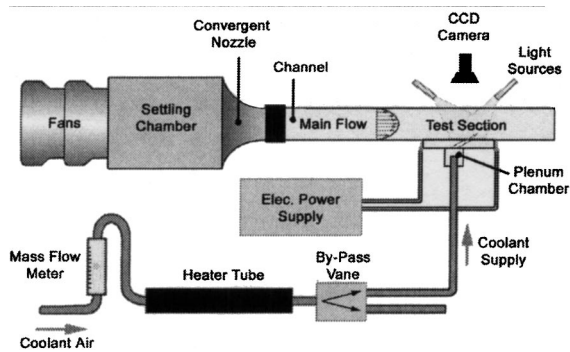 CCD
Camera
Convergent
Nozzle
Light
Sources
Channel
Settling
Chamber
Fans
Main Flow
Test Section
Plenum
Chamber
Elec. Power
Supply
By-Pass
Vane
Coolant
Supply
Mass Flow
Meter
Heater Tube
Coolant Air